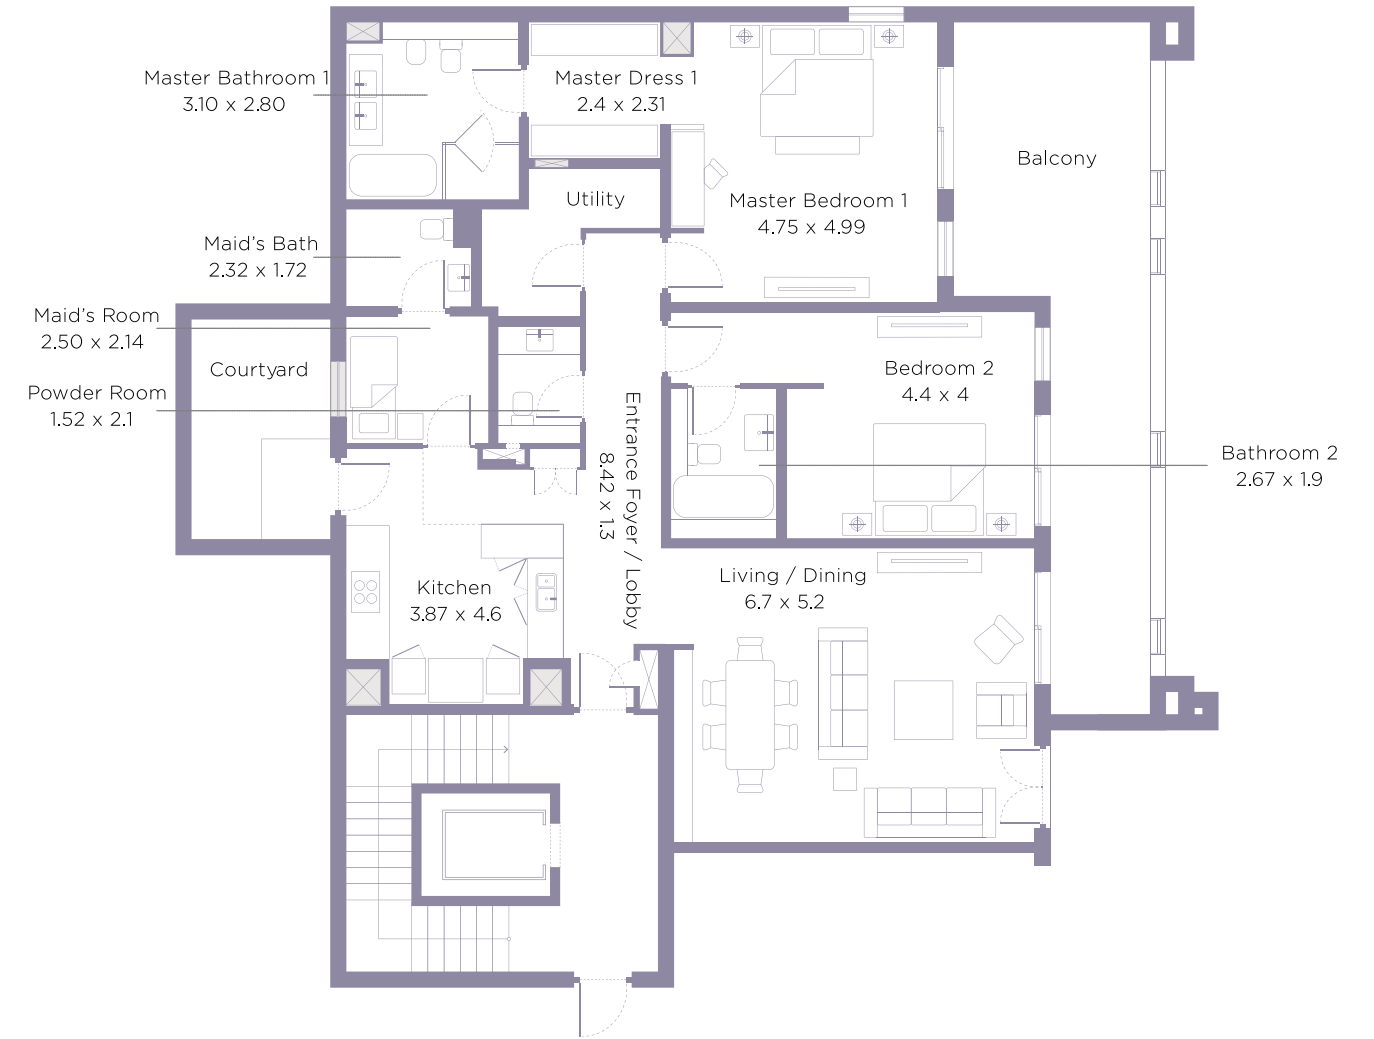 Master Bathroom 1
3.10 x 2.80
Master Dress 1
2.4 x 2.31
Balcony
Utility
Master Bedroom 1
4.75 x 4.99
Maid's Bath
2.32 x 1.72
Maid's Room
2.50 x 2.14
Courtyard
Powder Room
1.52 x 2.1
Bedroom 2
4.4 x 4
Entrance Foyer / Lobby
8.42 x 1.3
Bathroom 2
2.67 x 1.9
Living / Dining
6.7 x 5.2
Kitchen
3.87 x 4.6